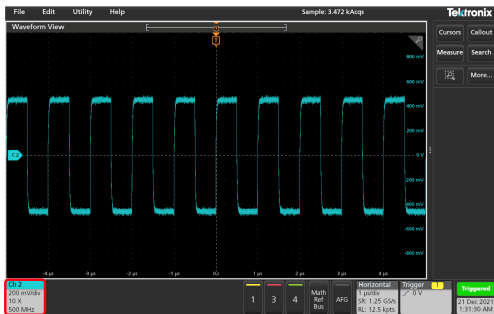 File Edit Utility Help Sample: 3.472 kAcqs Tektronix
Waveform View
Cursors Callout
Measure Search
More...
800 mV
400 mV
200 mV
C2
0 V
-200 mV
-400 mV
-600 mV
-800 mV
-4 µs -3 µs -2 µs -1 µs 0 s 1 µs 2 µs 3 µs 4 µs
Ch 2
200 mV/div
10 X
500 MHz
1 3 4
Math
Ref
Bus
AFG
Horizontal
1 µs/div
SR: 1.25 GS/s
RL: 12.5 kpts
Trigger 1
0 V
Triggered
21 Dec 2021
1:31:30 AM